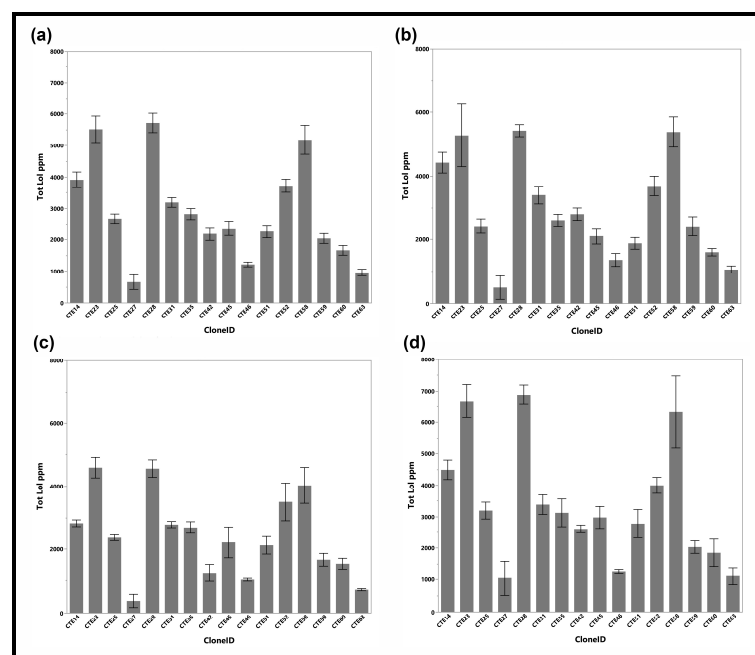 (a)
8000
7000
6000
5000
4000
3000
2000
1000
0
Tot Lol ppm
CTE14 CTE23 CTE25 CTE27 CTE28 CTE31 CTE35 CTE42 CTE45 CTE46 CTE51 CTE52 CTE58 CTE59 CTE60 CTE63
CloneID
(b)
8000
6000
4000
2000
0
Tot Lol ppm
CTE14 CTE23 CTE25 CTE27 CTE28 CTE31 CTE35 CTE42 CTE45 CTE46 CTE51 CTE52 CTE58 CTE59 CTE60 CTE63
CloneID
(c)
8000
6000
4000
2000
0
Tot Lol ppm
CloneID
(d)
8000
7000
6000
5000
4000
3000
2000
1000
0
Tot Lol ppm
CloneID